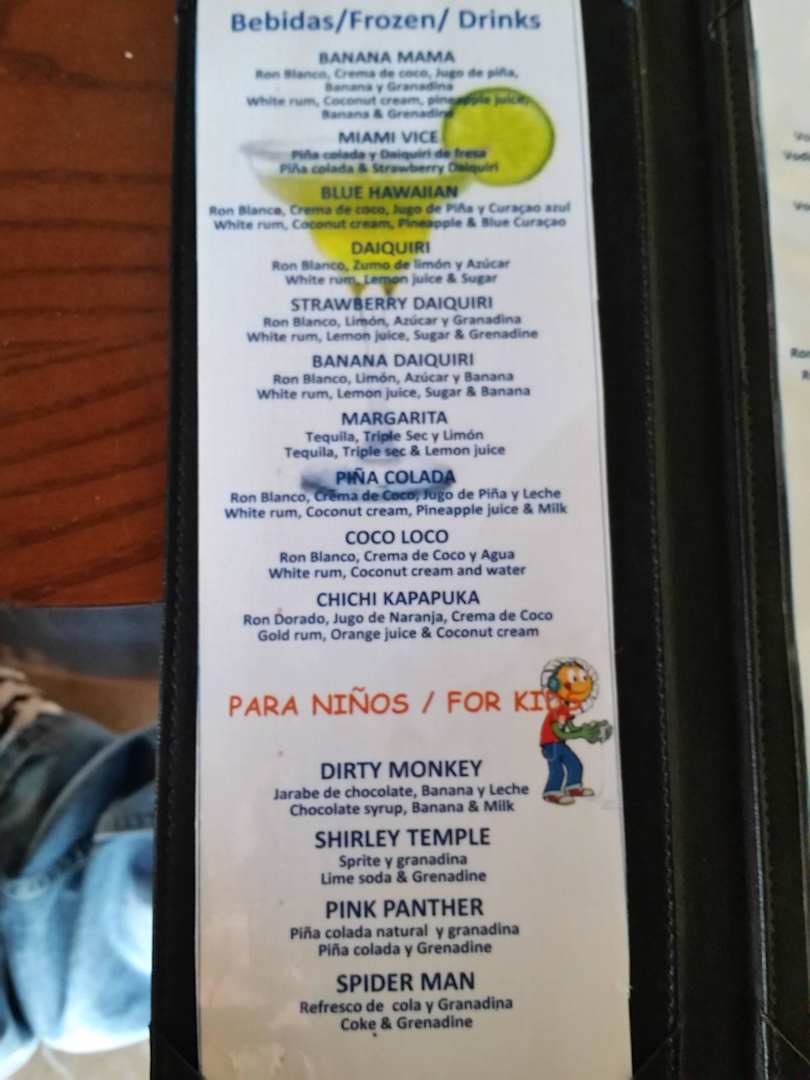 Bebidas/Frozen/ Drinks
BANANA MAMA
Ron Blanco, Crema de coco, Jugo de piña,
Banana y Granadina
White rum, Coconut cream, pineapple juice,
Banana & Grenadine
MIAMI VICE
Piña colada y Daiquiri de fresa
Piña colada & Strawberry Daiquiri
BLUE HAWAIIAN
Ron Blanco, Crema de coco, Jugo de Piña y Curaçao azul
White rum, Coconut cream, Pineapple & Blue Curaçao
DAIQUIRI
Ron Blanco, Zumo de limón y Azúcar
White rum, Lemon juice & Sugar
STRAWBERRY DAIQUIRI
Ron Blanco, Limón, Azúcar y Granadina
White rum, Lemon juice, Sugar & Grenadine
BANANA DAIQUIRI
Ron Blanco, Limón, Azúcar y Banana
White rum, Lemon juice, Sugar & Banana
MARGARITA
Tequila, Triple Sec y Limón
Tequila, Triple sec & Lemon juice
PIÑA COLADA
Ron Blanco, Crema de Coco, Jugo de Piña y Leche
White rum, Coconut cream, Pineapple juice & Milk
COCO LOCO
Ron Blanco, Crema de Coco y Agua
White rum, Coconut cream and water
CHICHI KAPAPUKA
Ron Dorado, Jugo de Naranja, Crema de Coco
Gold rum, Orange juice & Coconut cream
PARA NIÑOS / FOR KIDS
DIRTY MONKEY
Jarabe de chocolate, Banana y Leche
Chocolate syrup, Banana & Milk
SHIRLEY TEMPLE
Sprite y granadina
Lime soda & Grenadine
PINK PANTHER
Piña colada natural y granadina
Piña colada y Grenadine
SPIDER MAN
Refresco de cola y Granadina
Coke & Grenadine